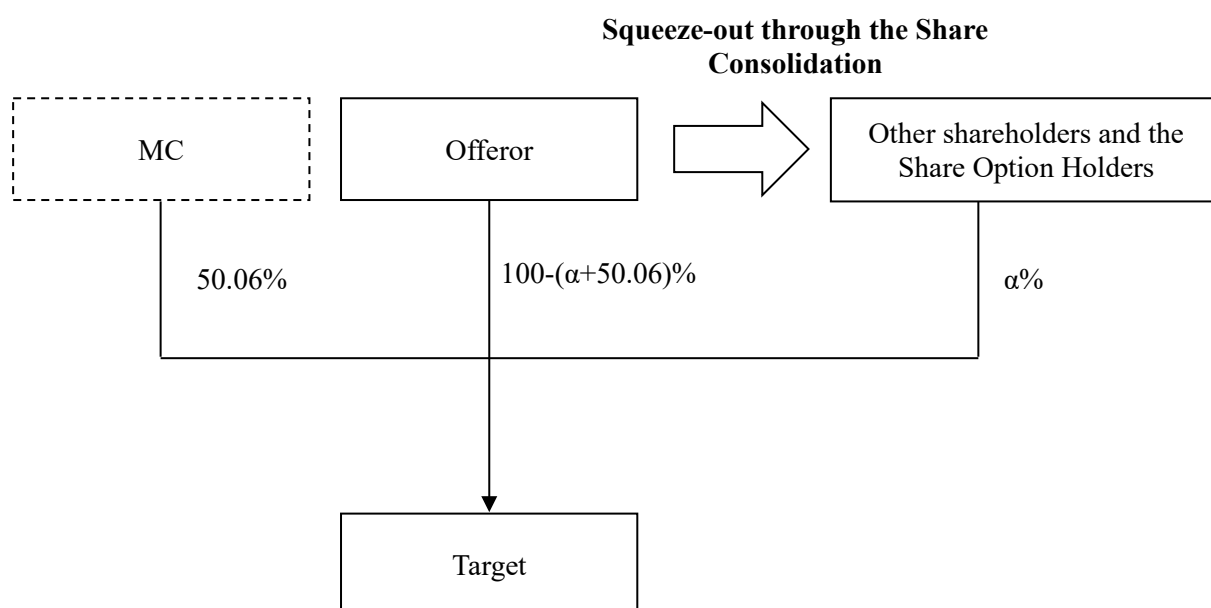 Squeeze-out through the Share
Consolidation
MC
Offeror
Other shareholders and the
Share Option Holders
50.06%
100-(α+50.06)%
α%
Target